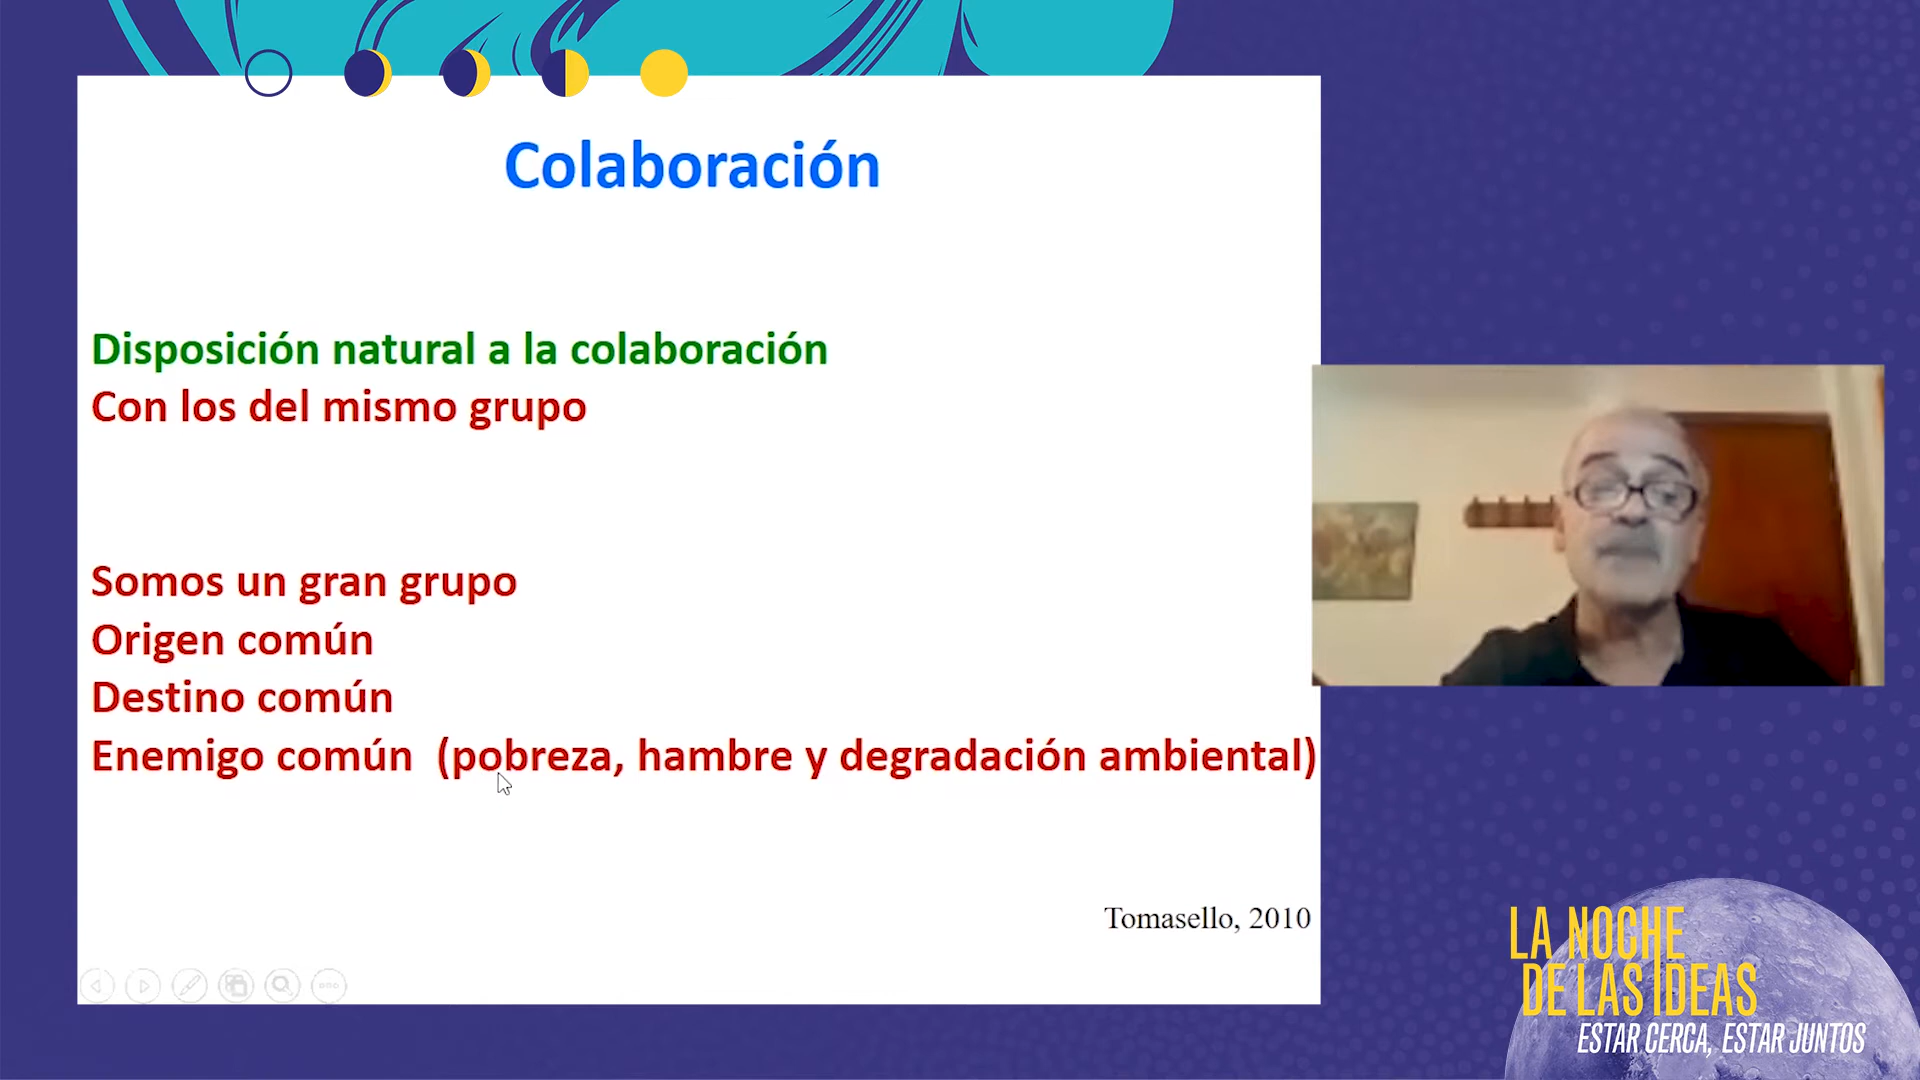 Colaboración
Disposición natural a la colaboración
Con los del mismo grupo
Somos un gran grupo
Origen común
Destino común
Enemigo común (pobreza, hambre y degradación ambiental)
Tomasello, 2010
LA NOCHE
DE LAS IDEAS
ESTAR CERCA, ESTAR JUNTOS